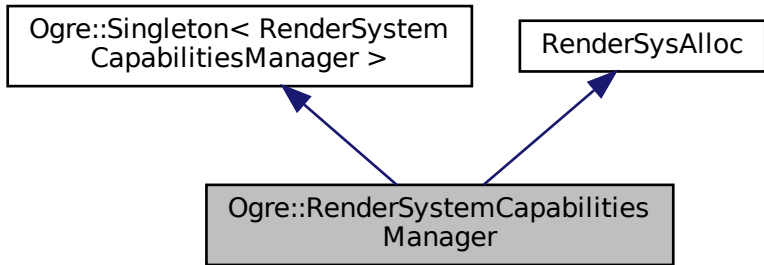 Ogre::Singleton< RenderSystem
CapabilitiesManager >
RenderSysAlloc
Ogre::RenderSystemCapabilities
Manager